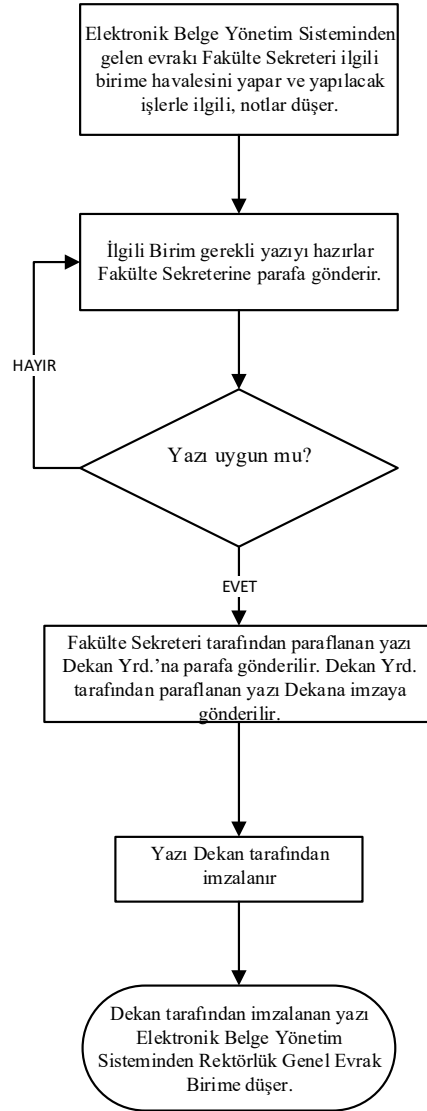 Elektronik Belge Yönetim Sisteminden
gelen evrakı Fakülte Sekreteri ilgili
birime havalesini yapar ve yapılacak
işlerle ilgili, notlar düşer.
İlgili Birim gerekli yazıyı hazırlar
Fakülte Sekreterine parafa gönderir.
HAYIR
Yazı uygun mu?
EVET
Fakülte Sekreteri tarafından paraflanan yazı
Dekan Yrd.’na parafa gönderilir. Dekan Yrd.
tarafından paraflanan yazı Dekana imzaya
gönderilir.
Yazı Dekan tarafından
imzalanır
Dekan tarafından imzalanan yazı
Elektronik Belge Yönetim
Sisteminden Rektörlük Genel Evrak
Birime düşer.